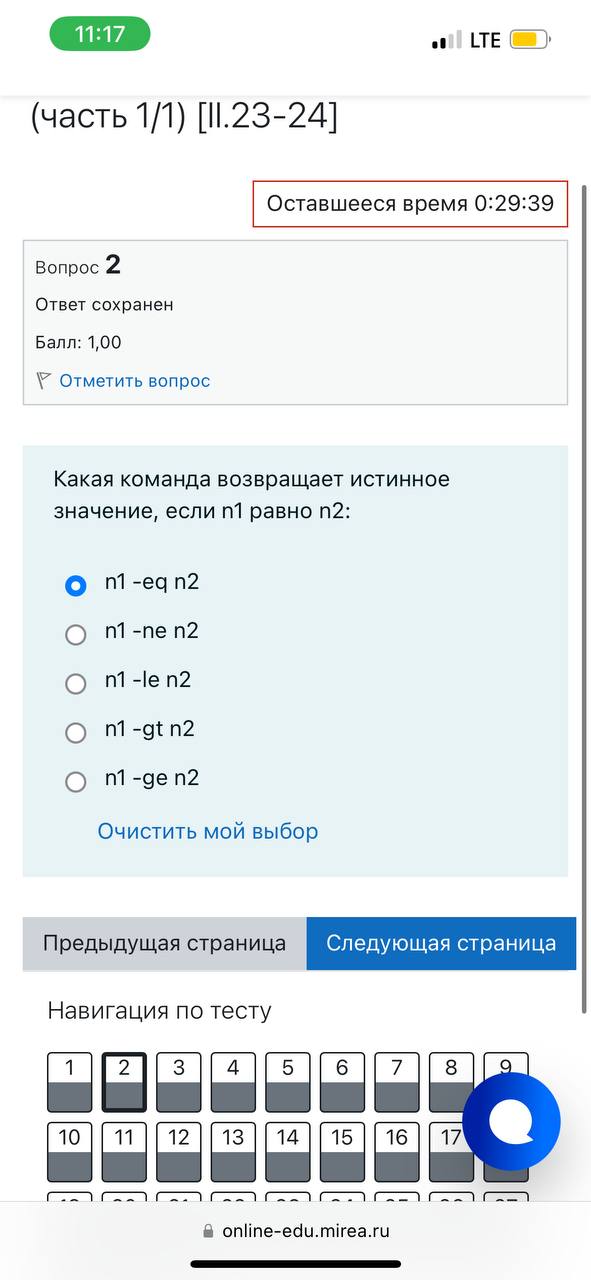 11:17
LTE
(часть 1/1) [II.23-24]
Оставшееся время 0:29:39
Вопрос 2
Ответ сохранен
Балл: 1,00
Отметить вопрос
Какая команда возвращает истинное
значение, если n1 равно n2:
n1 -eq n2
n1 -ne n2
n1 -le n2
n1 -gt n2
n1 -ge n2
Очистить мой выбор
Предыдущая страница Следующая страница
Навигация по тесту
1 2 3 4 5 6 7 8 9
10 11 12 13 14 15 16 17
online-edu.mirea.ru